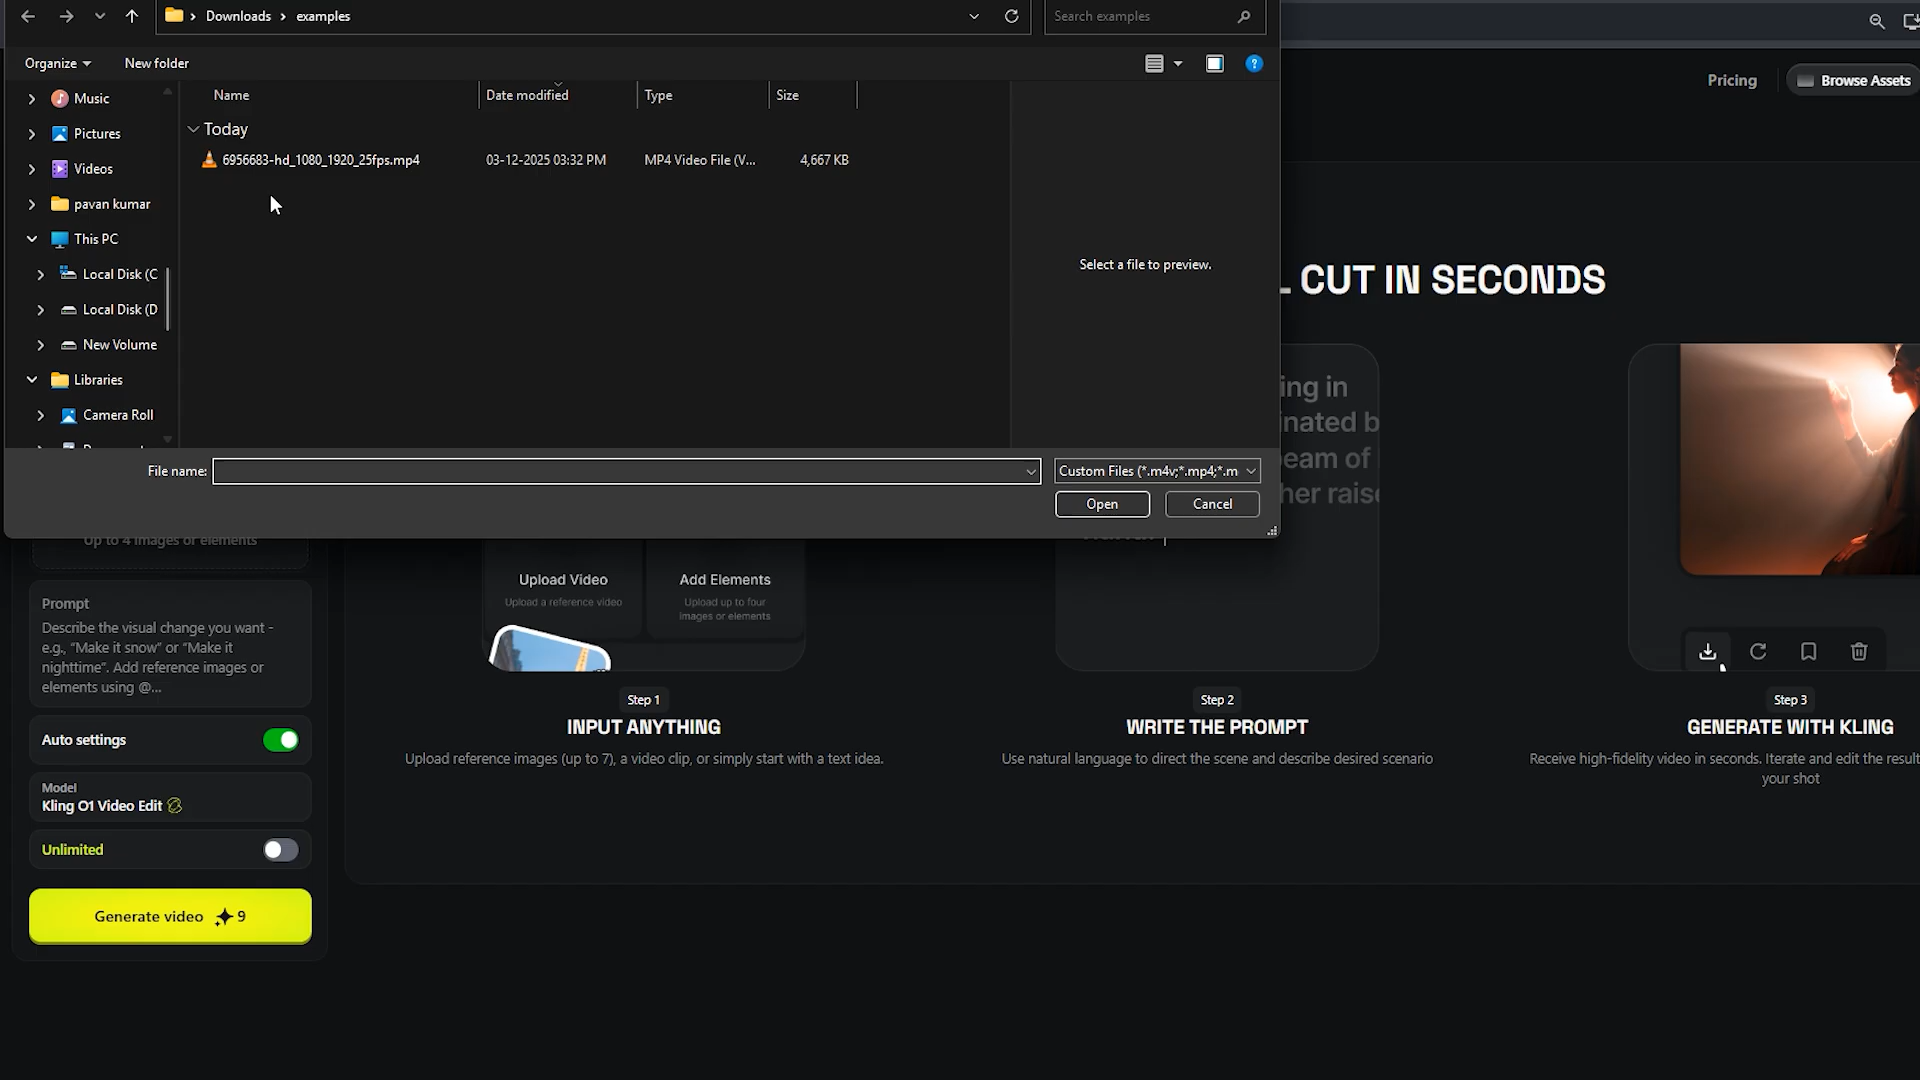 Downloads > examples
Search examples
Organize
New folder
Name
Date modified
Type
Size
Music
Pictures
Videos
pavan kumar
This PC
Local Disk (C
Local Disk (D
New Volume
Libraries
Camera Roll
Today
6956683-hd_1080_1920_25fps.mp4
03-12-2025 03:32 PM
MP4 Video File (V...
4,667 KB
Select a file to preview.
File name:
Custom Files (*.m4v;*.mp4;*.m
Open
Cancel
Pricing
Browse Assets
CUT IN SECONDS
ing in
inated b
eam of
her raise
Up to 4 images or elements
Prompt
Describe the visual change you want -
e.g., “Make it snow” or “Make it
nighttime”. Add reference images or
elements using @...
Auto settings
Model
Kling O1 Video Edit
Unlimited
Generate video 9
Upload Video
Upload a reference video
Add Elements
Upload up to four
images or elements
Step 1
INPUT ANYTHING
Upload reference images (up to 7), a video clip, or simply start with a text idea.
Step 2
WRITE THE PROMPT
Use natural language to direct the scene and describe desired scenario
Step 3
GENERATE WITH KLING
Receive high-fidelity video in seconds. Iterate and edit the result
your shot